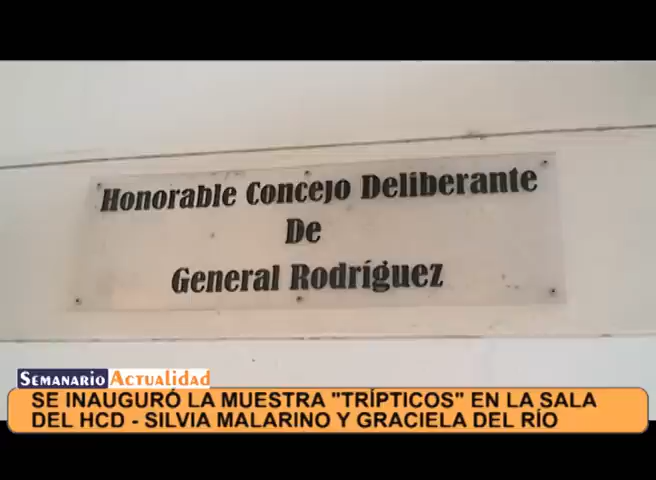 Honorable Concejo Deliberante
De
General Rodríguez
SEMANARIO ACTUALIDAD
SE INAUGURÓ LA MUESTRA "TRÍPTICOS" EN LA SALA
DEL HCD - SILVIA MALARINO Y GRACIELA DEL RÍO